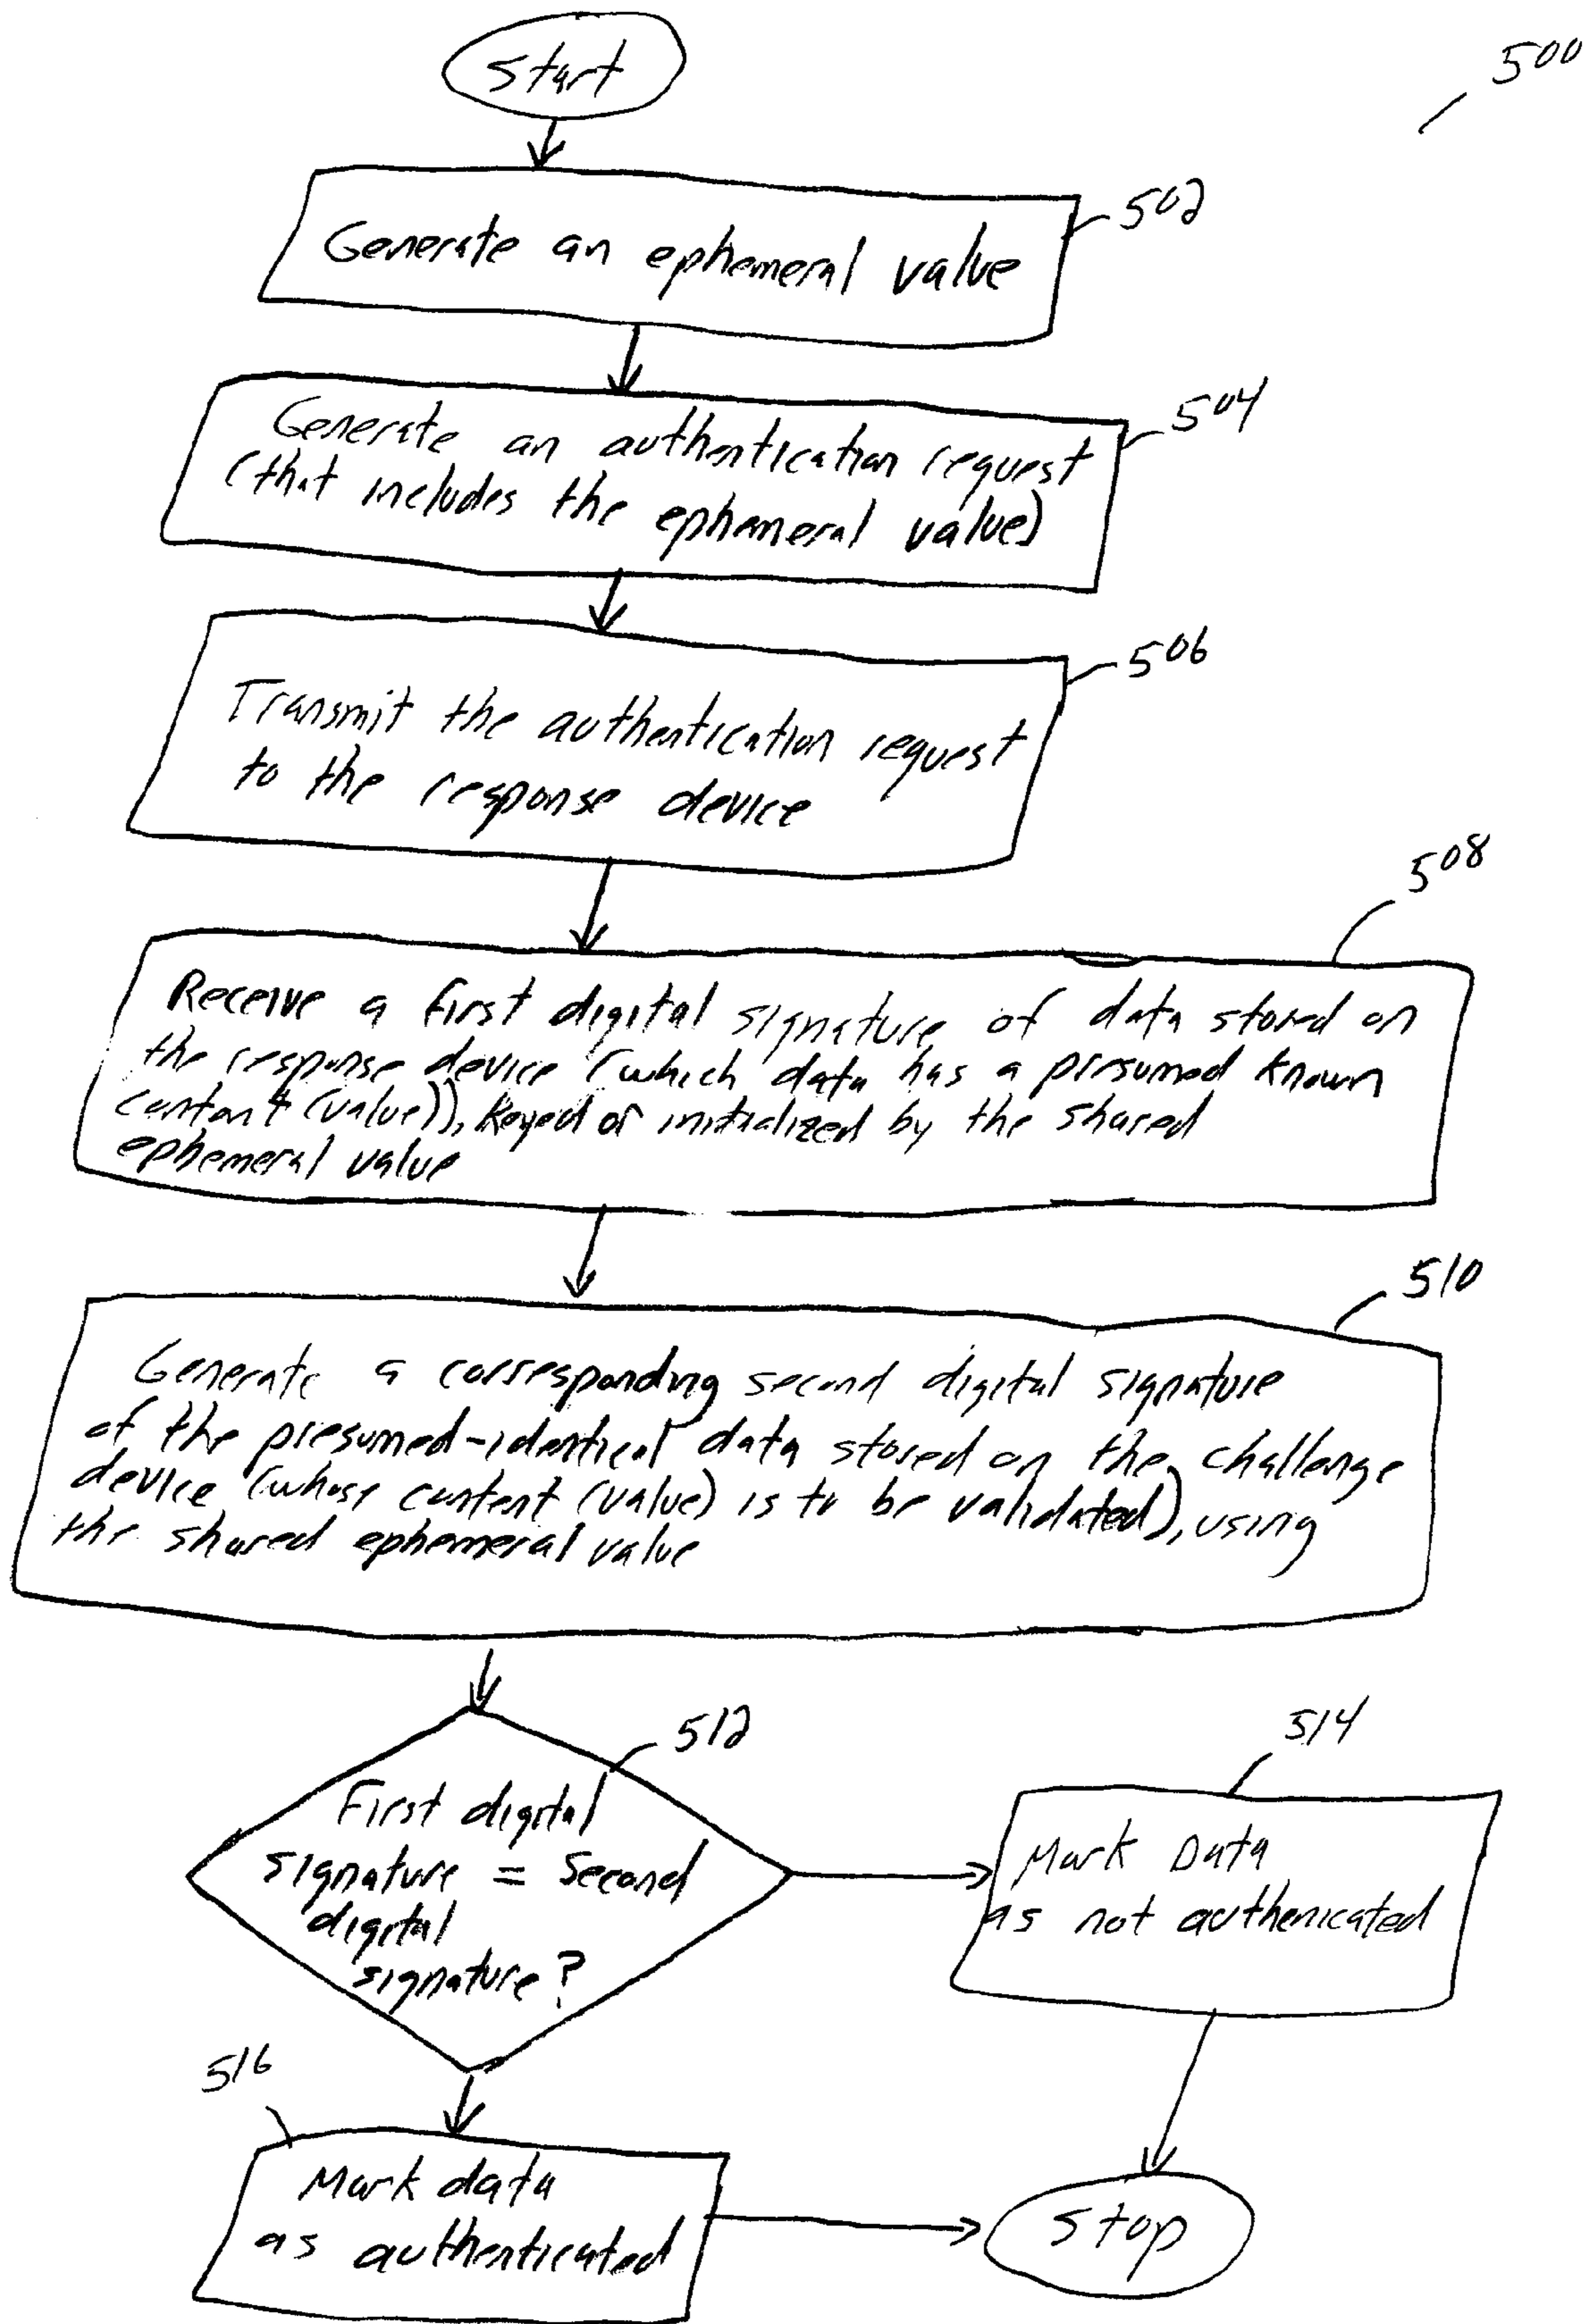 Start
500
502
Generate an ephemeral value
504
Generate an authentication request
(that includes the ephemeral value)
506
Transmit the authentication request
to the response device
508
Receive a first digital signature of data stored on
the response device (which data has a presumed known
content (value)), keyed or initialized by the shared
ephemeral value
510
Generate a corresponding second digital signature
of the presumed-identical data stored on the challenge
device (whose content (value) is to be validated), using
the shared ephemeral value
512
First digital
signature = Second
digital
signature?
514
Mark Data
as not authenicated
516
Mark data
as authenticated
Stop